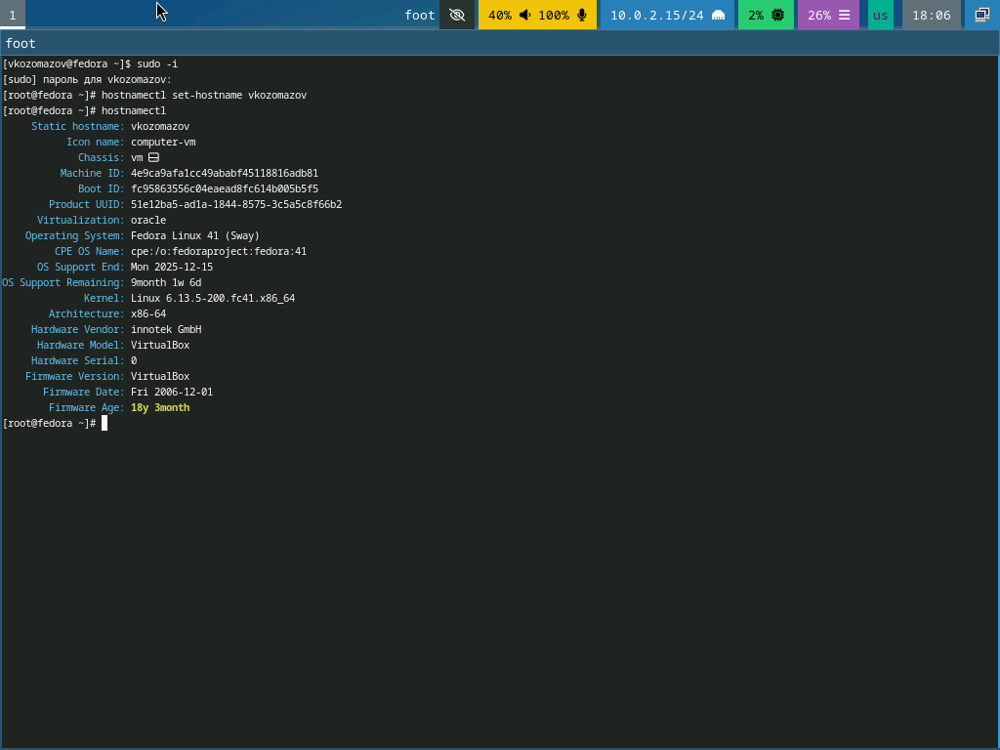 1 foot 40% 100% 10.0.2.15/24 2% 26% us 18:06
foot
[vkozomazov@fedora ~]$ sudo -i
[sudo] пароль для vkozomazov:
[root@fedora ~]# hostnamectl set-hostname vkozomazov
[root@fedora ~]# hostnamectl
Static hostname: vkozomazov
Icon name: computer-vm
Chassis: vm
Machine ID: 4e9ca9afa1cc49ababf45118816adb81
Boot ID: fc95863556c04eaead8fc614b005b5f5
Product UUID: 51e12ba5-ad1a-1844-8575-3c5a5c8f66b2
Virtualization: oracle
Operating System: Fedora Linux 41 (Sway)
CPE OS Name: cpe:/o:fedoraproject:fedora:41
OS Support End: Mon 2025-12-15
OS Support Remaining: 9month 1w 6d
Kernel: Linux 6.13.5-200.fc41.x86_64
Architecture: x86-64
Hardware Vendor: innotek GmbH
Hardware Model: VirtualBox
Hardware Serial: 0
Firmware Version: VirtualBox
Firmware Date: Fri 2006-12-01
Firmware Age: 18y 3month
[root@fedora ~]#